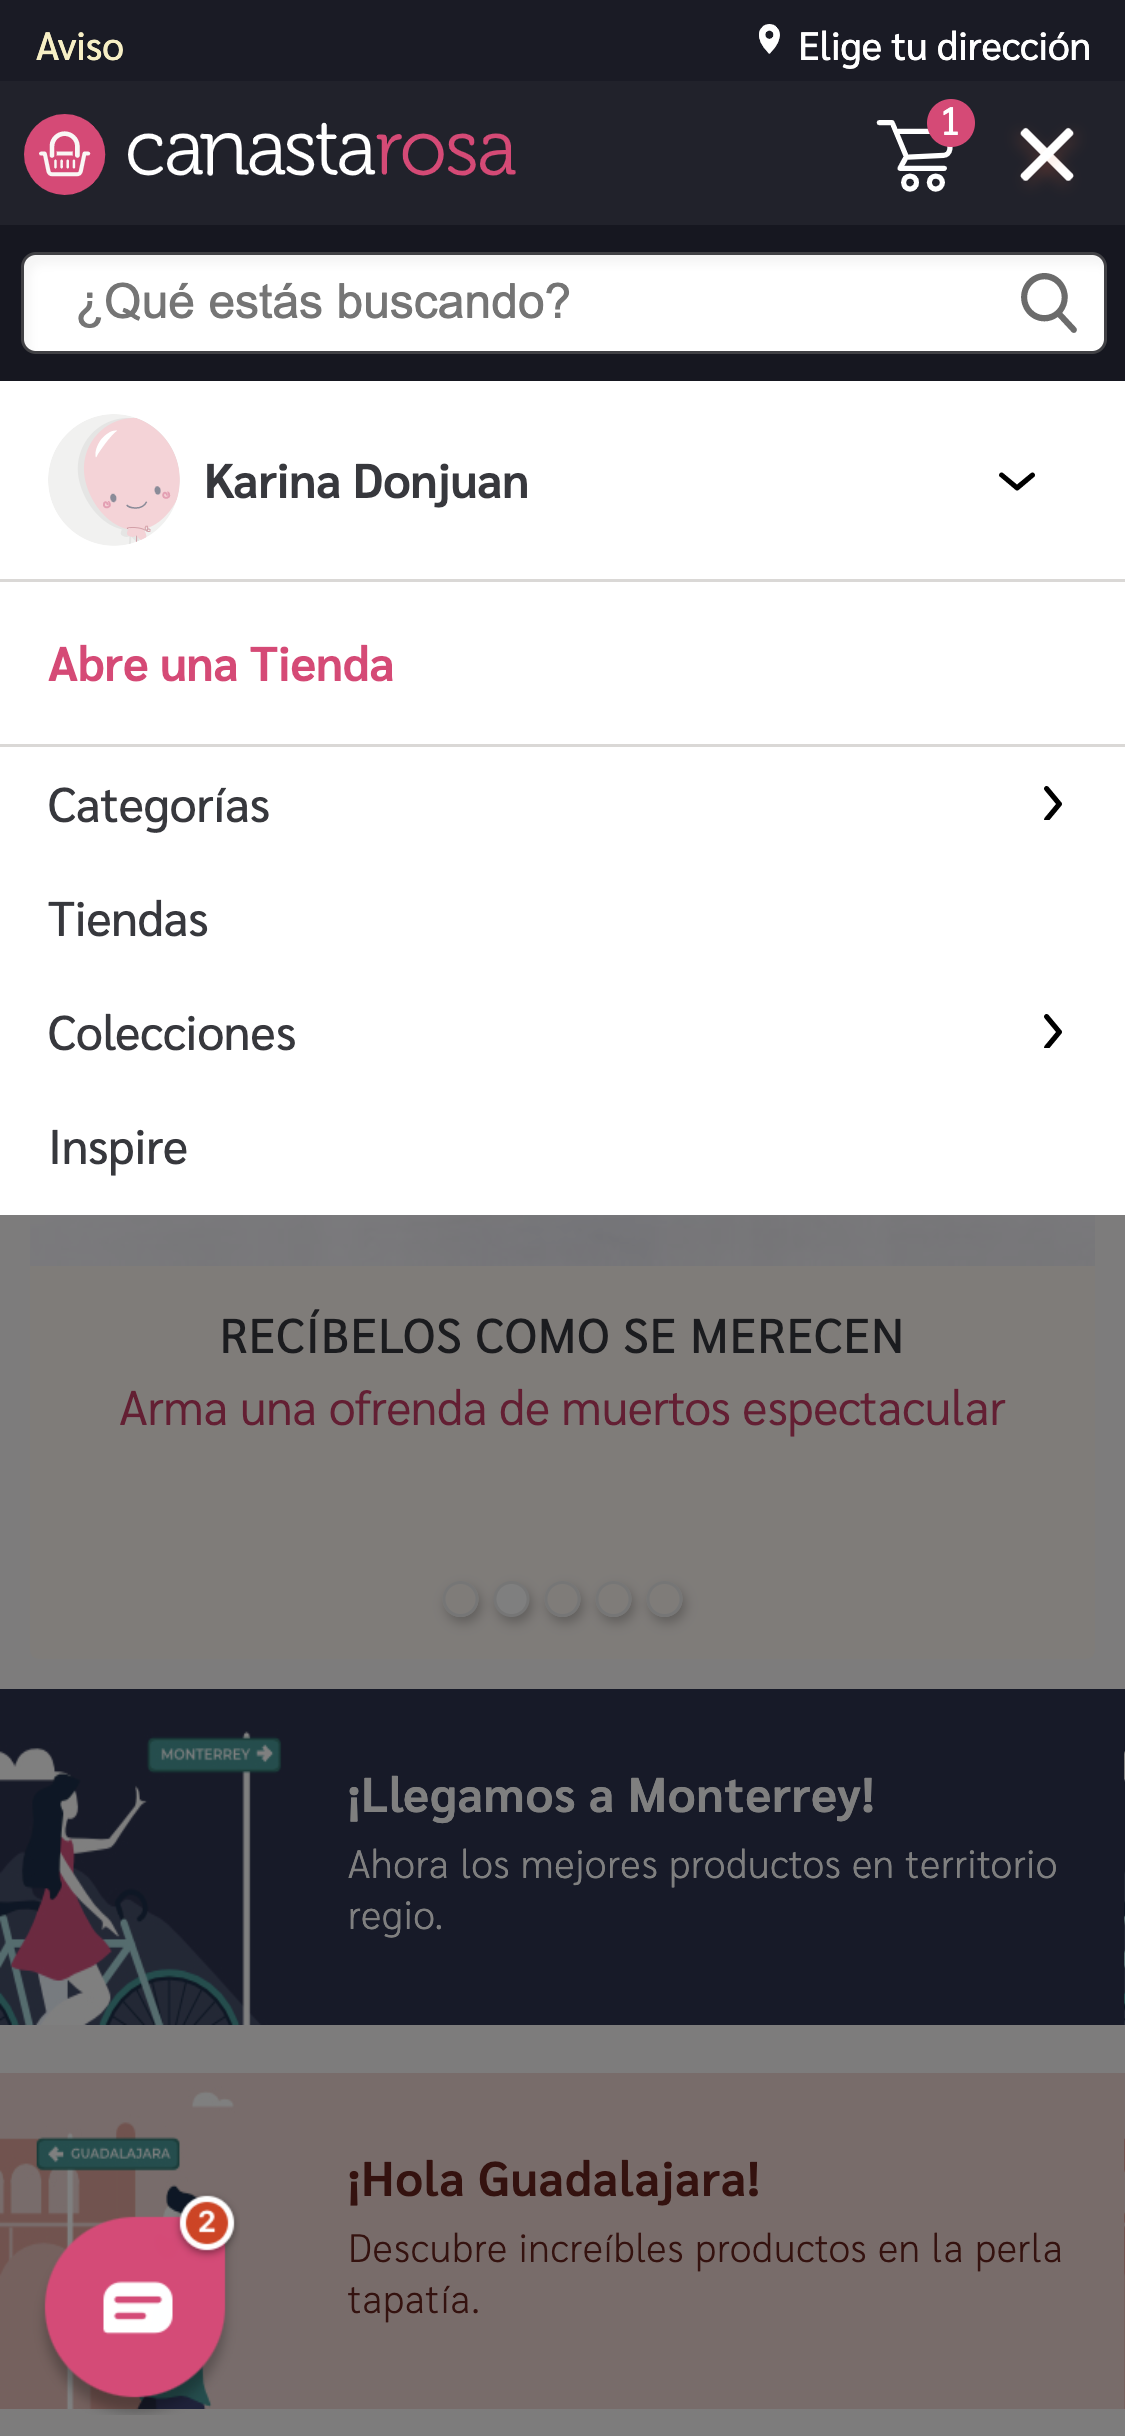 Aviso
Elige tu dirección
canastarosa
1
¿Qué estás buscando?
Karina Donjuan
Abre una Tienda
Categorías
Tiendas
Colecciones
Inspire
RECÍBELOS COMO SE MERECEN
Arma una ofrenda de muertos espectacular
MONTERREY
¡Llegamos a Monterrey!
Ahora los mejores productos en territorio
regio.
GUADALAJARA
¡Hola Guadalajara!
Descubre increíbles productos en la perla
tapatía.
2